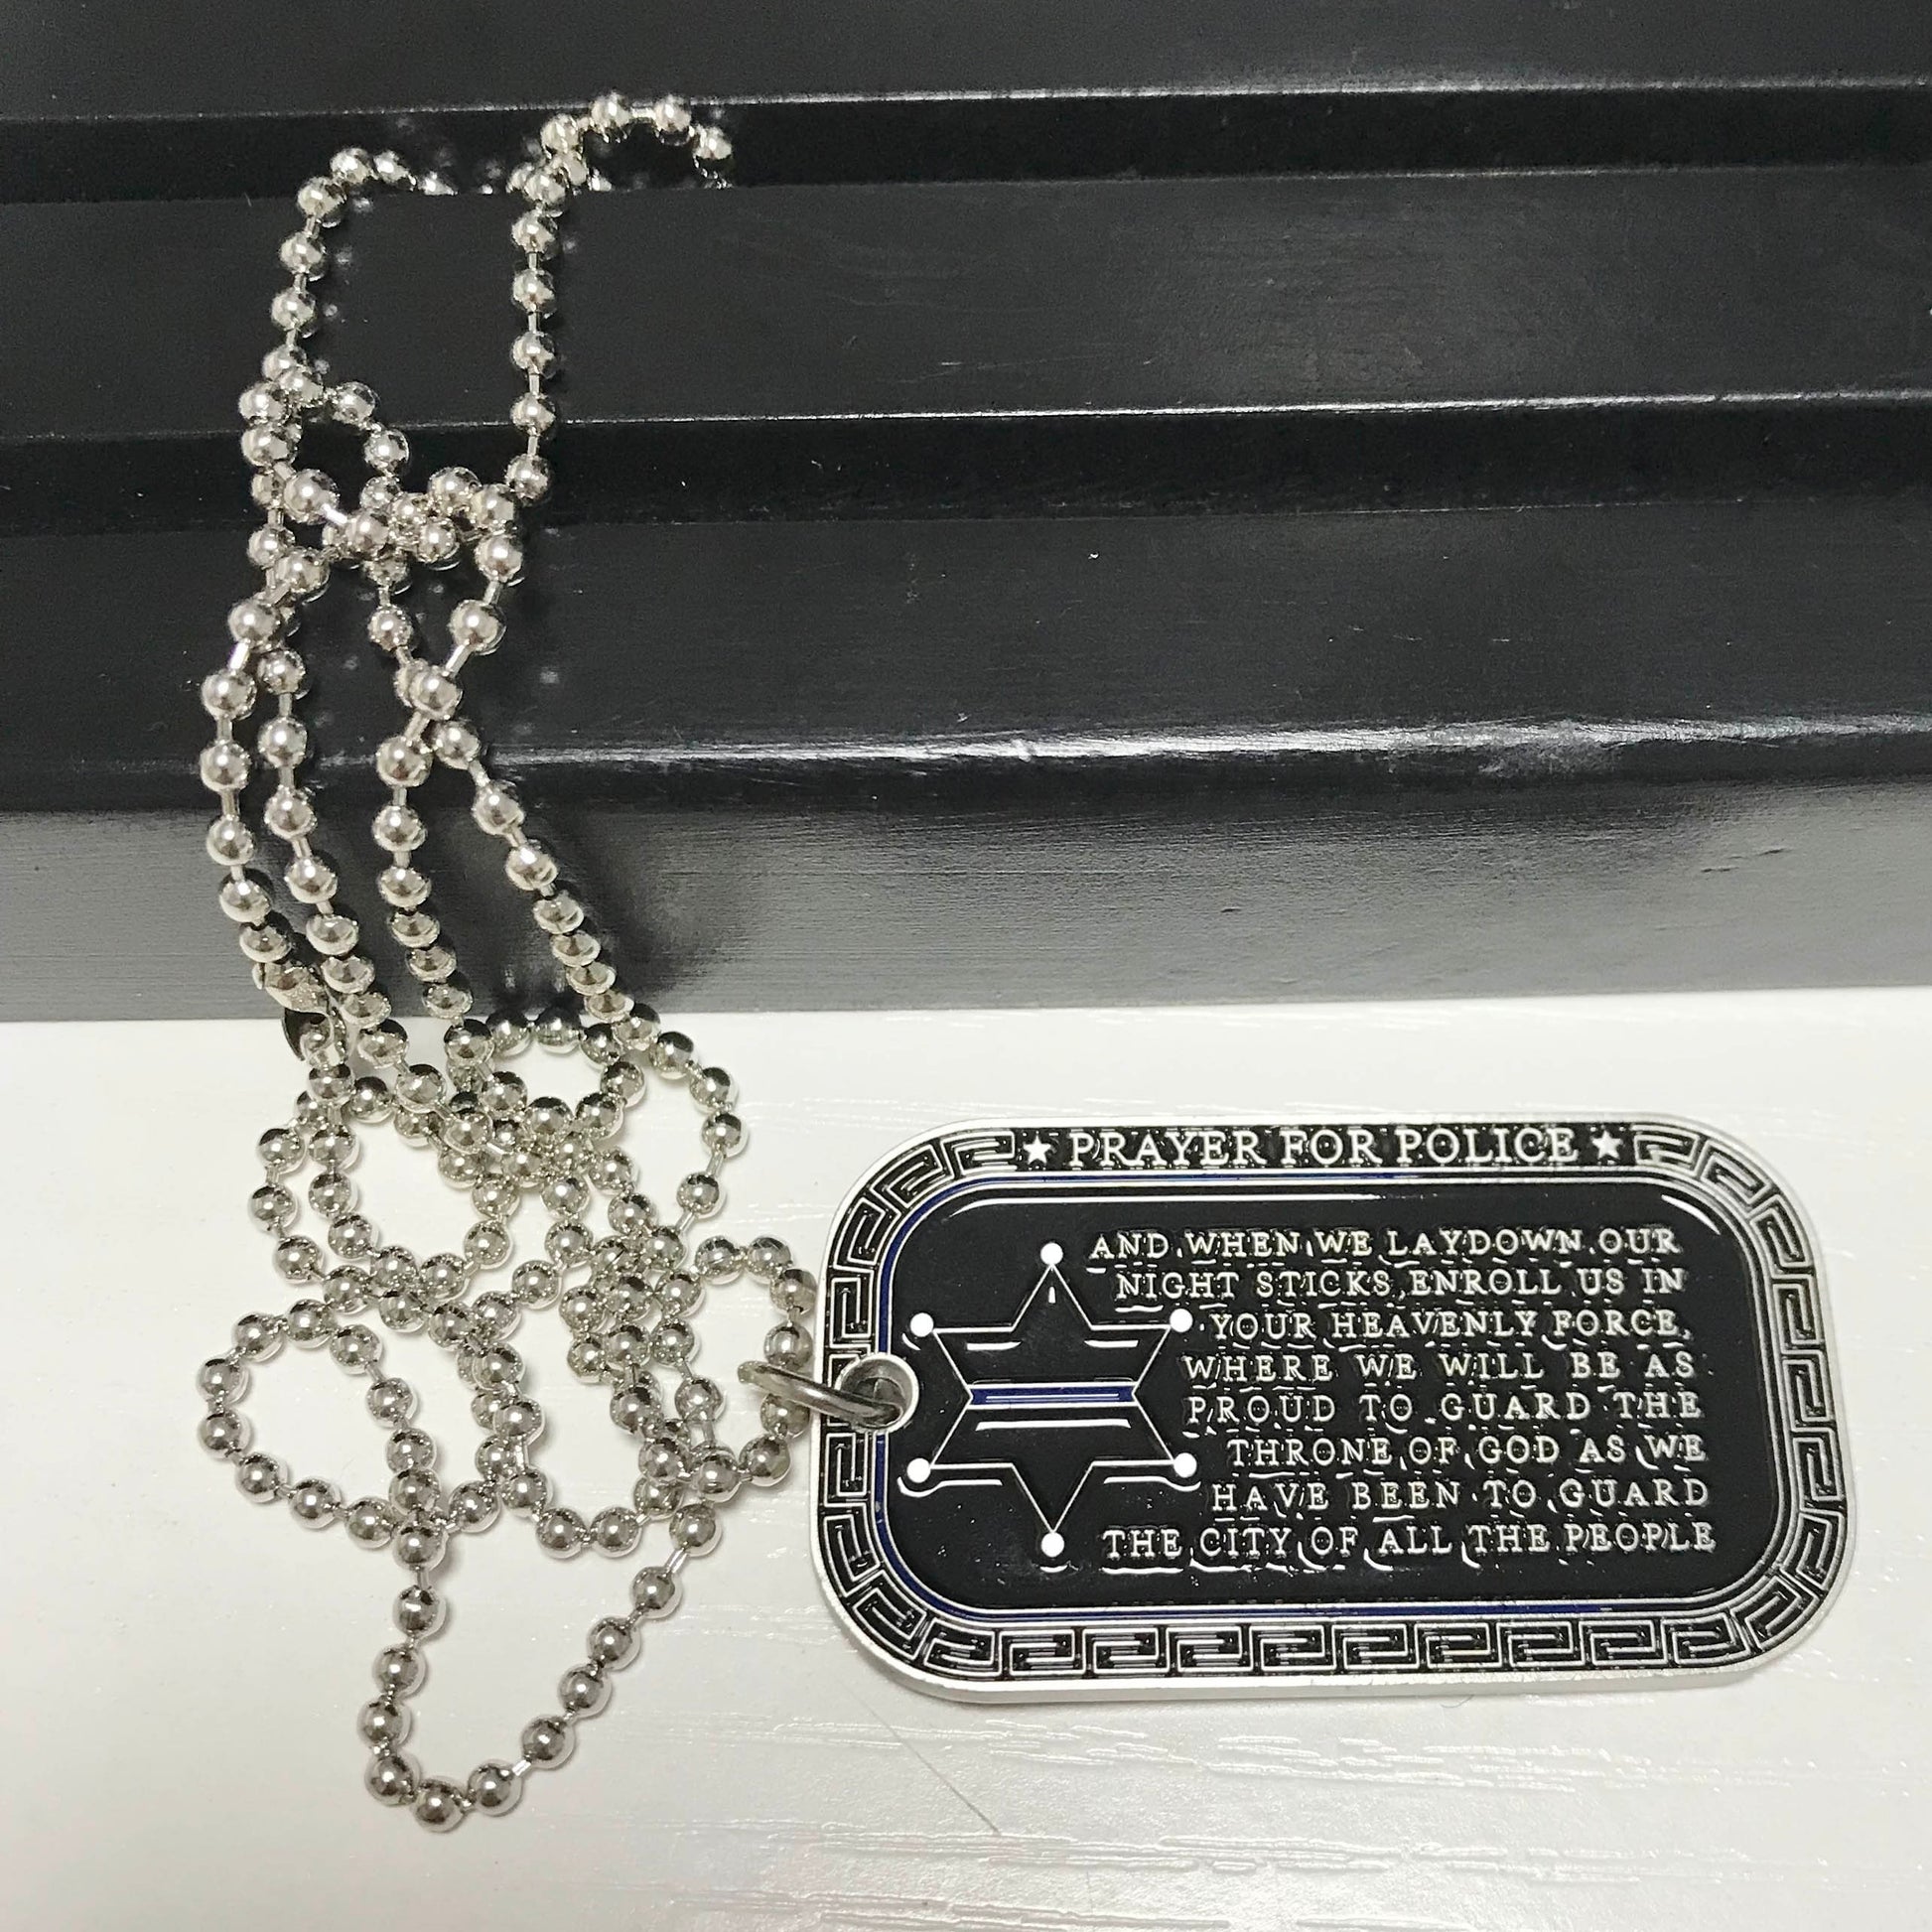 ★ PRAYER FOR POLICE ★
AND WHEN WE LAYDOWN OUR
NIGHT STICKS ENROLL US IN
YOUR HEAVENLY FORCE,
WHERE WE WILL BE AS
PROUD TO GUARD THE
THRONE OF GOD AS WE
HAVE BEEN TO GUARD
THE CITY OF ALL THE PEOPLE